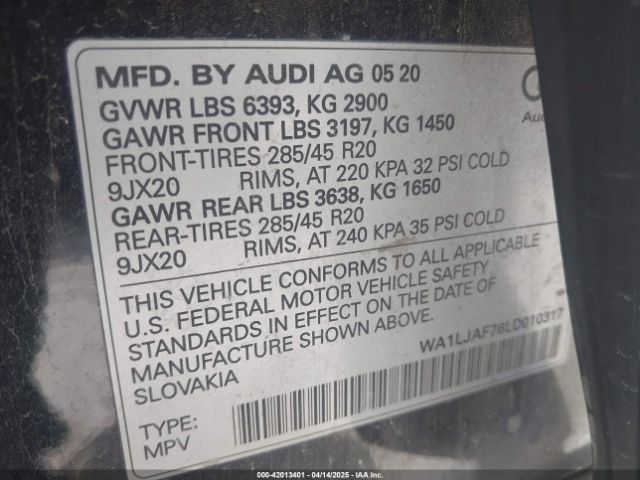 MFD. BY AUDI AG 05 20
GVWR LBS 6393, KG 2900
GAWR FRONT LBS 3197, KG 1450
FRONT-TIRES 285/45 R20
9JX20 RIMS, AT 220 KPA 32 PSI COLD
GAWR REAR LBS 3638, KG 1650
REAR-TIRES 285/45 R20
9JX20 RIMS, AT 240 KPA 35 PSI COLD
THIS VEHICLE CONFORMS TO ALL APPLICABLE
U.S. FEDERAL MOTOR VEHICLE SAFETY
STANDARDS IN EFFECT ON THE DATE OF
MANUFACTURE SHOWN ABOVE.
SLOVAKIA
WA1LJAF76LD010317
TYPE:
MPV
000-42013401 - 04/14/2025 - IAAI.COM